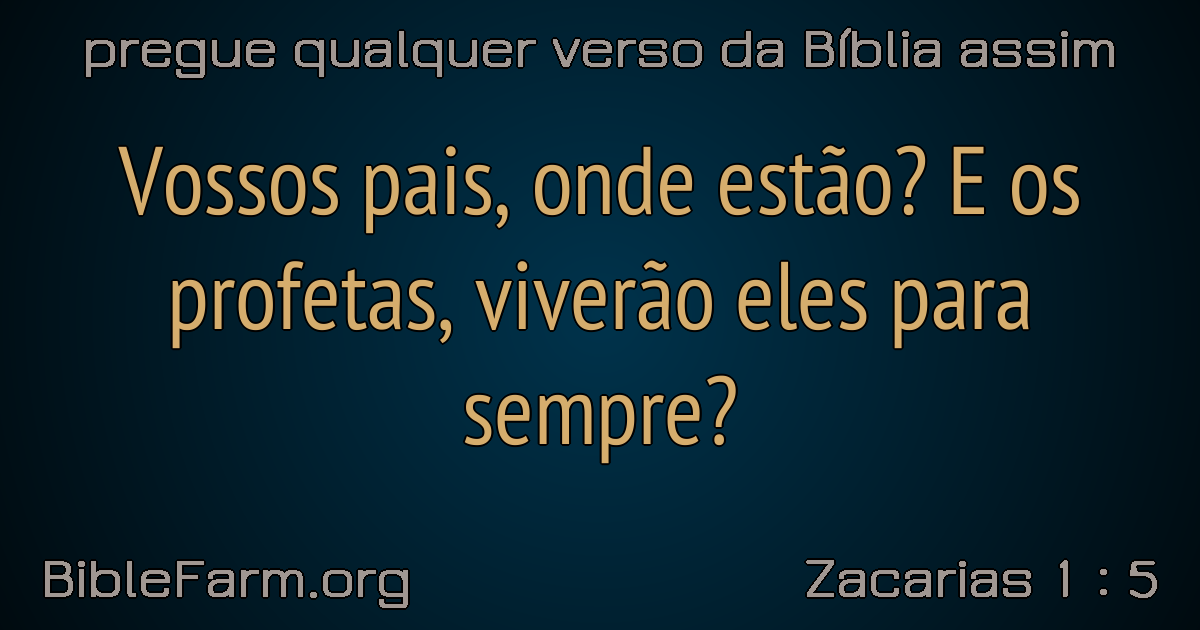 pregue qualquer verso da Bíblia assim
Vossos pais, onde estão? E os
profetas, viverão eles para
sempre?
BibleFarm.org
Zacarias 1 : 5